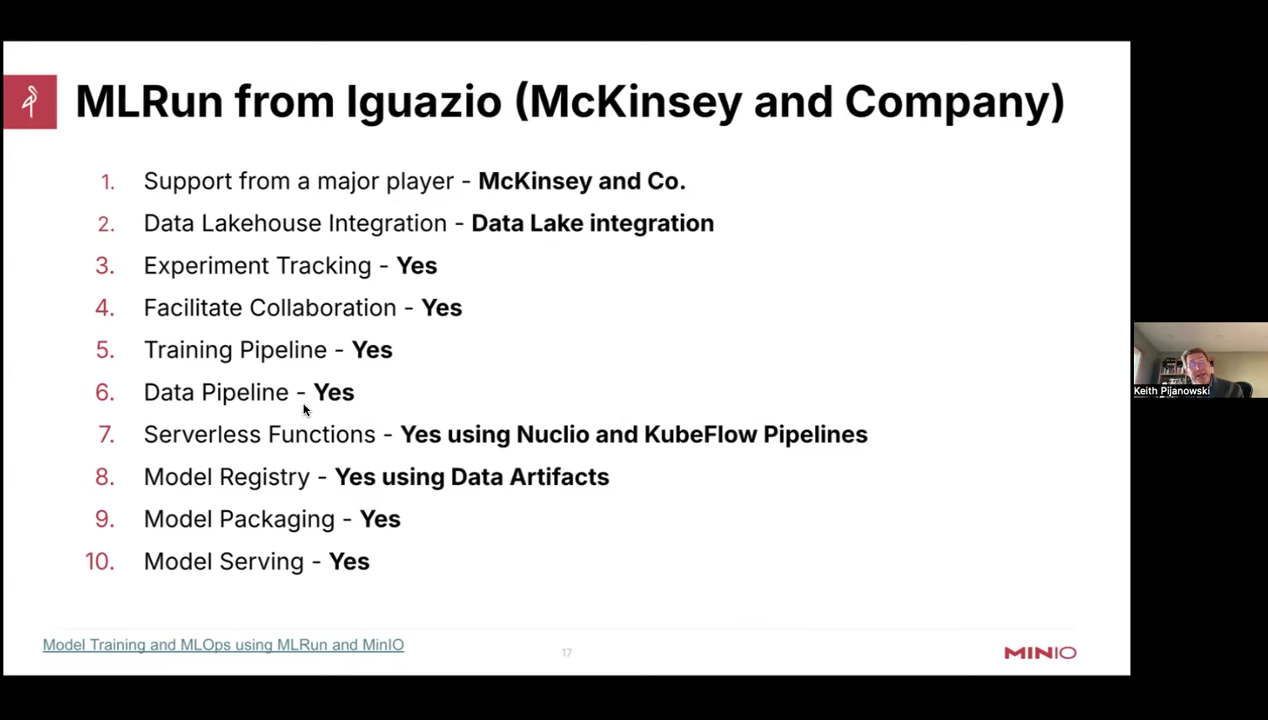 MLRun from Iguazio (McKinsey and Company)
1. Support from a major player - McKinsey and Co.
2. Data Lakehouse Integration - Data Lake integration
3. Experiment Tracking - Yes
4. Facilitate Collaboration - Yes
5. Training Pipeline - Yes
6. Data Pipeline - Yes
7. Serverless Functions - Yes using Nuclio and KubeFlow Pipelines
8. Model Registry - Yes using Data Artifacts
9. Model Packaging - Yes
10. Model Serving - Yes
Model Training and MLOps using MLRun and MinIO
17
MINIO
Keith Pijanowski